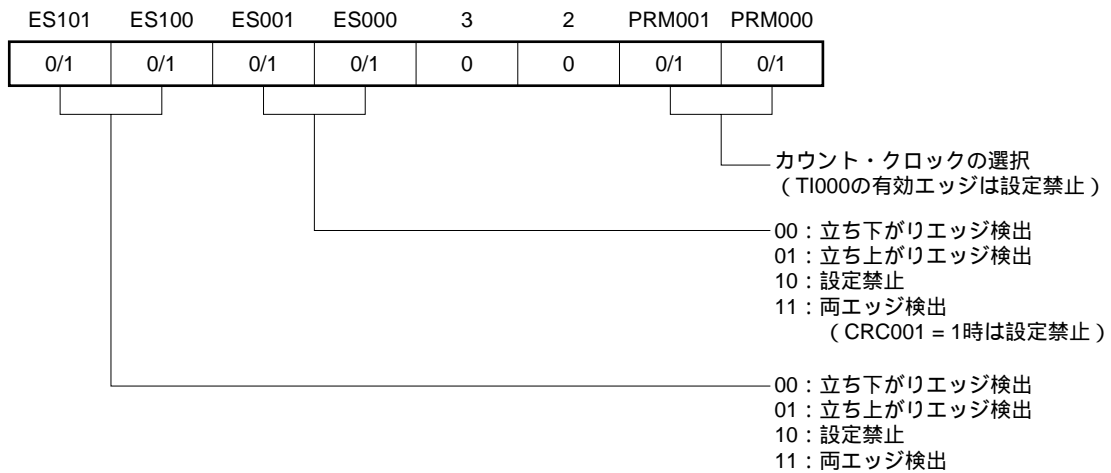 ES101 ES100 ES001 ES000 3 2 PRM001 PRM000
0/1 0/1 0/1 0/1 0 0 0/1 0/1
カウント・クロックの選択
（TI000の有効エッジは設定禁止）
00：立ち下がりエッジ検出
01：立ち上がりエッジ検出
10：設定禁止
11：両エッジ検出
（CRC001 = 1時は設定禁止）
00：立ち下がりエッジ検出
01：立ち上がりエッジ検出
10：設定禁止
11：両エッジ検出